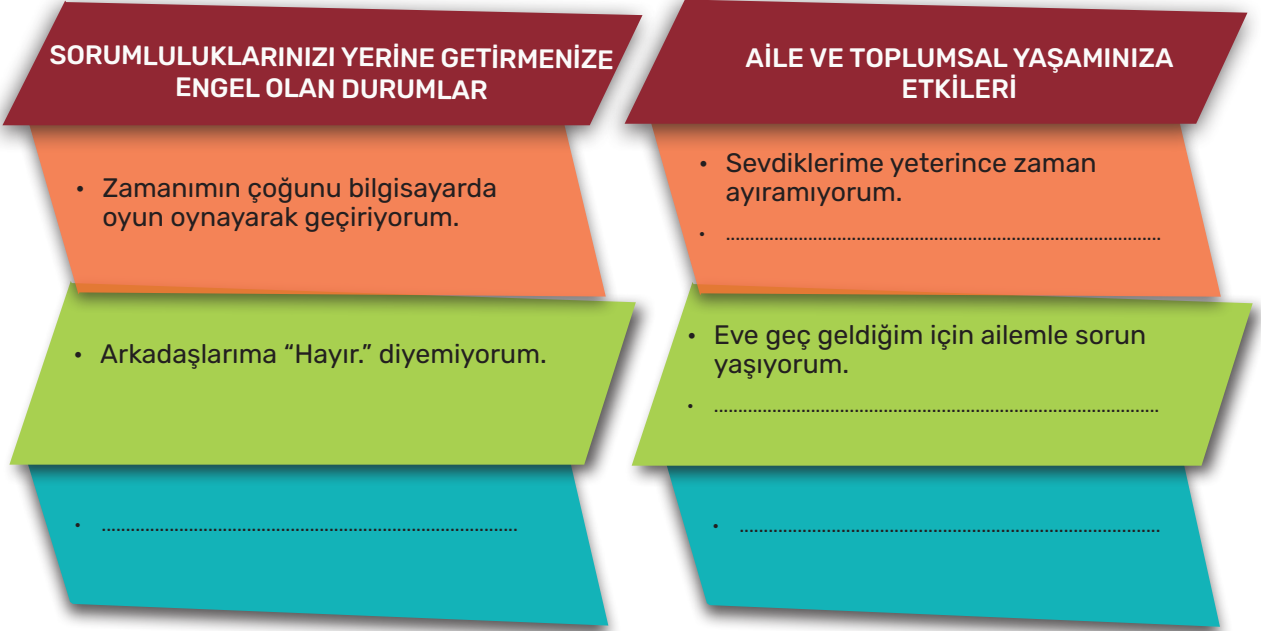 SORUMLULUKLARINIZI YERİNE GETİRMENİZE
ENGEL OLAN DURUMLAR
AİLE VE TOPLUMSAL YAŞAMINIZA
ETKİLERİ
• Zamanımın çoğunu bilgisayarda
oyun oynayarak geçiriyorum.
• Sevdiklerime yeterince zaman
ayıramıyorum.
• ..........................................................................................
• Arkadaşlarıma “Hayır.” diyemiyorum.
• Eve geç geldiğim için ailemle sorun
yaşıyorum.
• ..........................................................................................
• ..........................................................................................
• ..........................................................................................